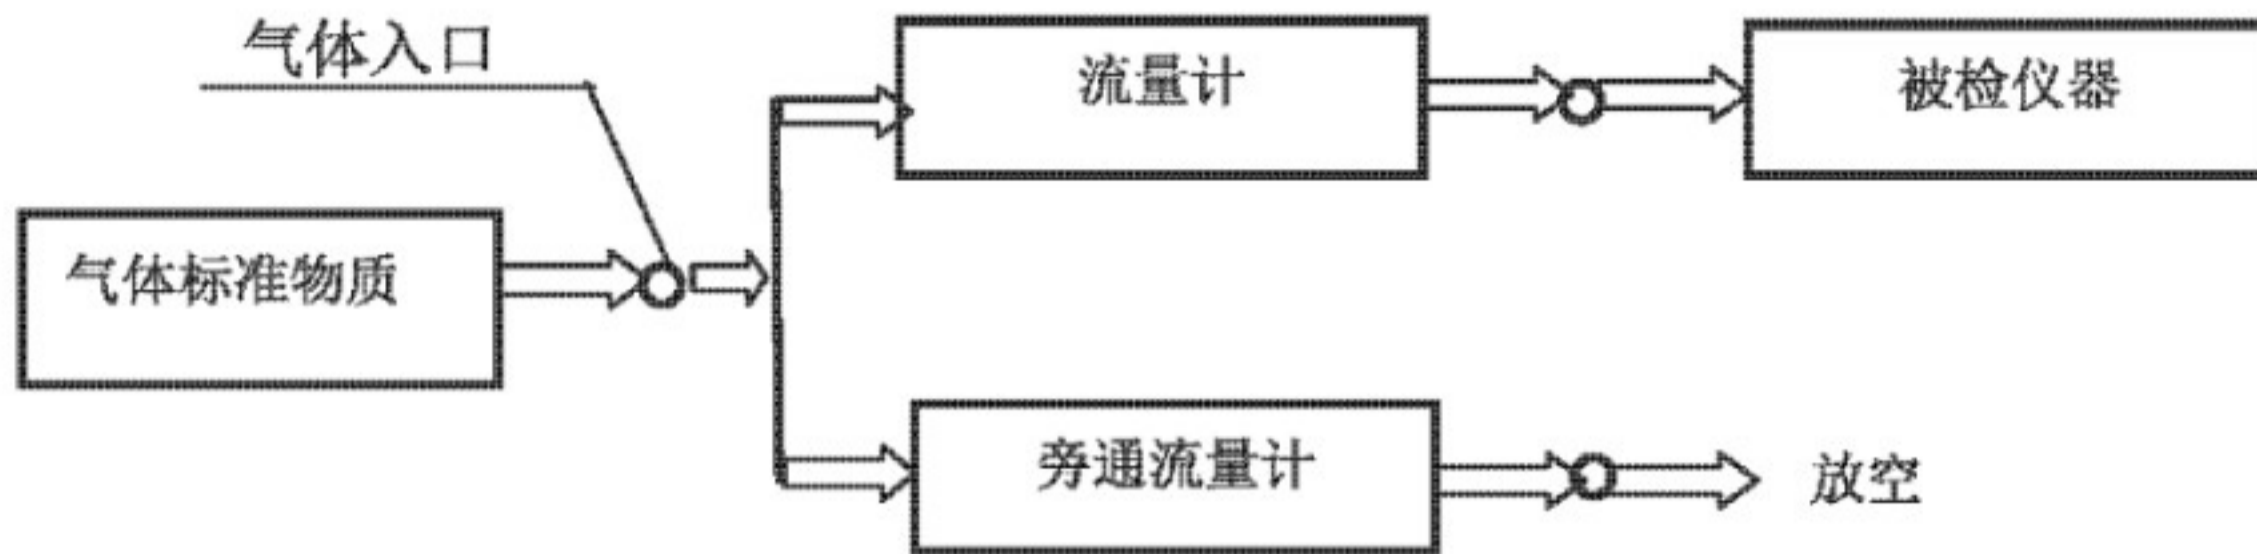 气体入口
流量计
被检仪器
气体标准物质
旁通流量计
放空